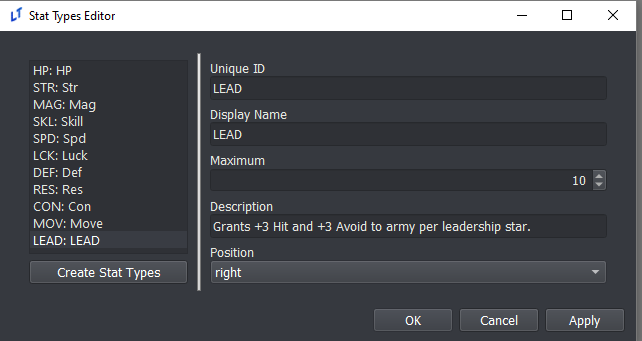 LT Stat Types Editor
HP: HP
STR: Str
MAG: Mag
SKL: Skill
SPD: Spd
LCK: Luck
DEF: Def
RES: Res
CON: Con
MOV: Move
LEAD: LEAD
Create Stat Types
Unique ID
LEAD
Display Name
LEAD
Maximum
10
Description
Grants +3 Hit and +3 Avoid to army per leadership star.
Position
right
OK Cancel Apply